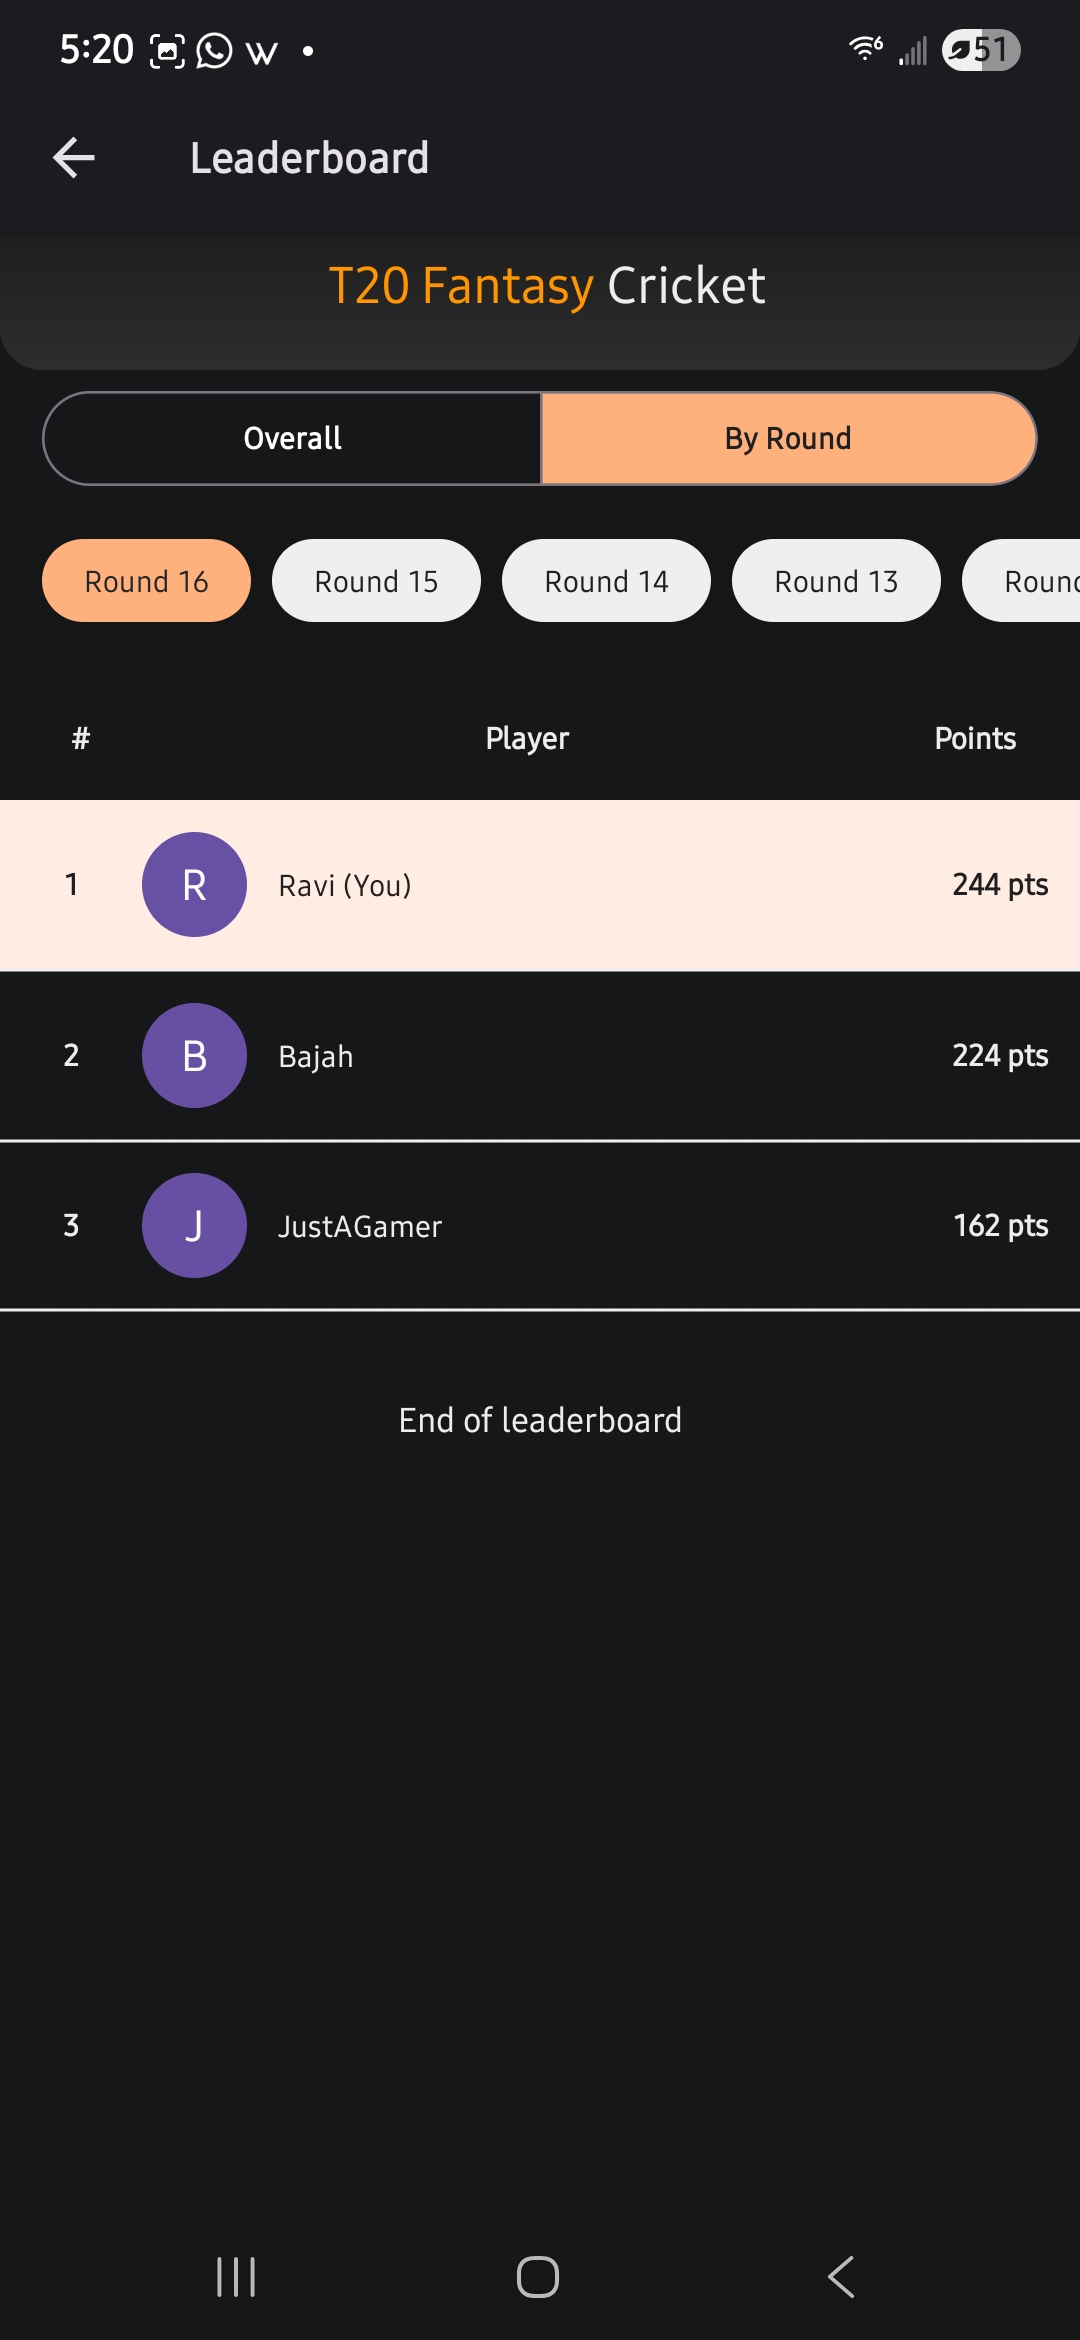 5:20 6 51
Leaderboard
T20 Fantasy Cricket
Overall By Round
Round 16 Round 15 Round 14 Round 13 Round
# Player Points
1 R Ravi (You) 244 pts
2 B Bajah 224 pts
3 J JustAGamer 162 pts
End of leaderboard